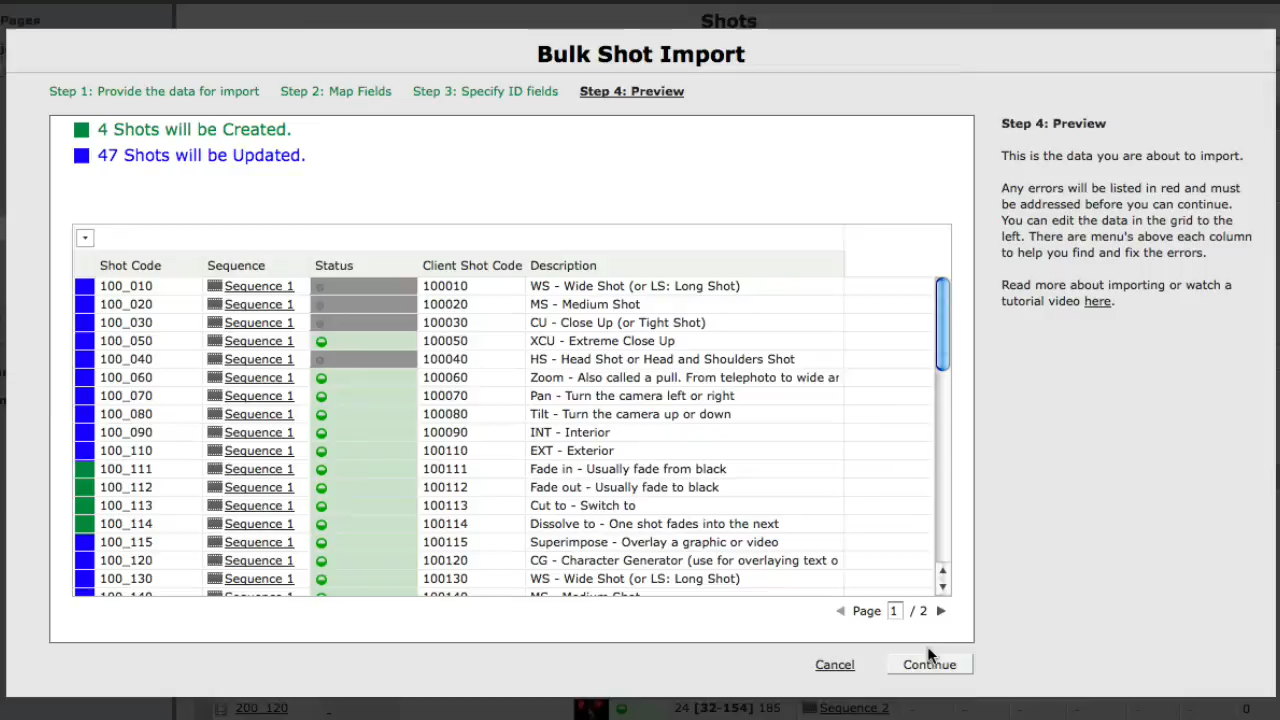 Pages
Shots
Bulk Shot Import
Step 1: Provide the data for import Step 2: Map Fields Step 3: Specify ID fields Step 4: Preview
4 Shots will be Created.
47 Shots will be Updated.
Shot Code Sequence Status Client Shot Code Description
100_010 Sequence 1 100010 WS - Wide Shot (or LS: Long Shot)
100_020 Sequence 1 100020 MS - Medium Shot
100_030 Sequence 1 100030 CU - Close Up (or Tight Shot)
100_050 Sequence 1 100050 XCU - Extreme Close Up
100_040 Sequence 1 100040 HS - Head Shot or Head and Shoulders Shot
100_060 Sequence 1 100060 Zoom - Also called a pull. From telephoto to wide ar
100_070 Sequence 1 100070 Pan - Turn the camera left or right
100_080 Sequence 1 100080 Tilt - Turn the camera up or down
100_090 Sequence 1 100090 INT - Interior
100_110 Sequence 1 100110 EXT - Exterior
100_111 Sequence 1 100111 Fade in - Usually fade from black
100_112 Sequence 1 100112 Fade out - Usually fade to black
100_113 Sequence 1 100113 Cut to - Switch to
100_114 Sequence 1 100114 Dissolve to - One shot fades into the next
100_115 Sequence 1 100115 Superimpose - Overlay a graphic or video
100_120 Sequence 1 100120 CG - Character Generator (use for overlaying text o
100_130 Sequence 1 100130 WS - Wide Shot (or LS: Long Shot)
Page 1 / 2
Cancel Continue
Step 4: Preview
This is the data you are about to import.
Any errors will be listed in red and must
be addressed before you can continue.
You can edit the data in the grid to the
left. There are menu's above each column
to help you find and fix the errors.
Read more about importing or watch a
tutorial video here.
200_120 - 24 [32-154] 185 Sequence 2 - - - - - 0